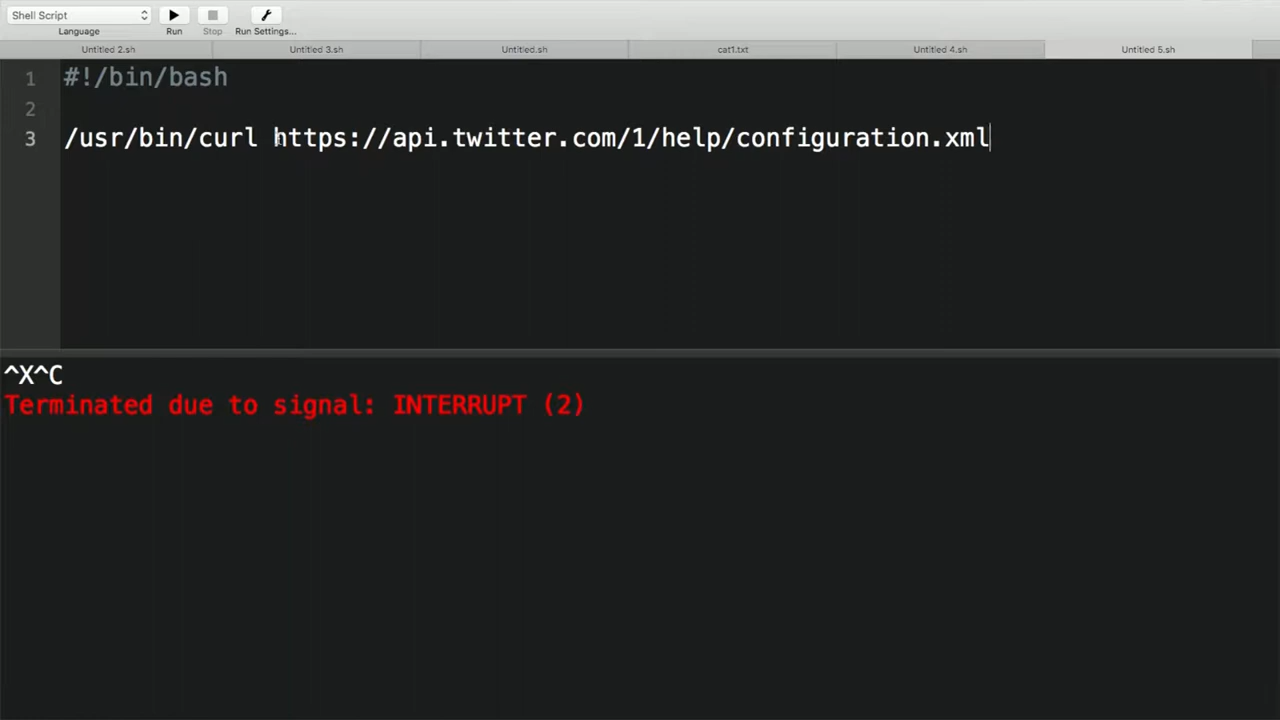 Shell Script
Language Run Stop Run Settings...
Untitled 2.sh Untitled 3.sh Untitled.sh cat1.txt Untitled 4.sh Untitled 5.sh
1 #!/bin/bash
2
3 /usr/bin/curl https://api.twitter.com/1/help/configuration.xml
^X^C
Terminated due to signal: INTERRUPT (2)